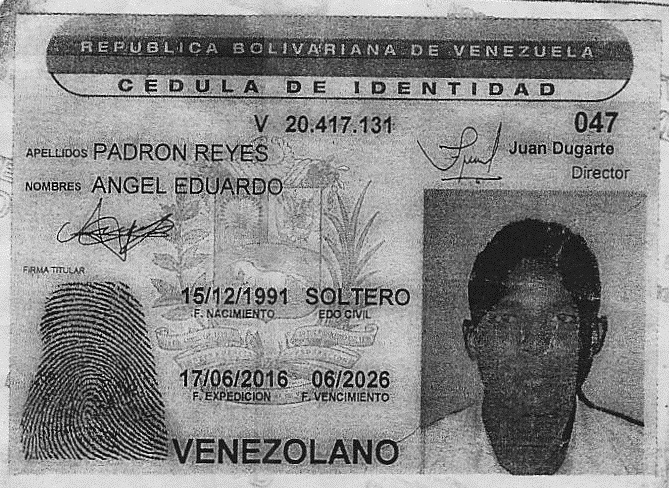 REPUBLICA BOLIVARIANA DE VENEZUELA
CEDULA DE IDENTIDAD
V 20.417.131 047
APELLIDOS PADRON REYES
Juan Dugarte
Director
NOMBRES ANGEL EDUARDO
FIRMA TITULAR
15/12/1991 SOLTERO
F. NACIMIENTO EDO CIVIL
17/06/2016 06/2026
F. EXPEDICION F. VENCIMIENTO
VENEZOLANO